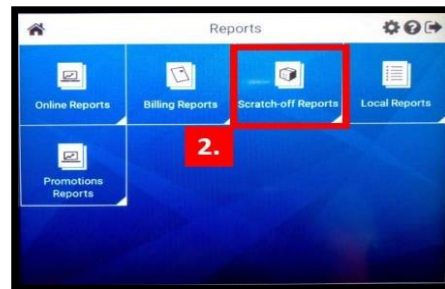 Reports
Online Reports
Billing Reports
Scratch-off Reports
Local Reports
2.
Promotions
Reports